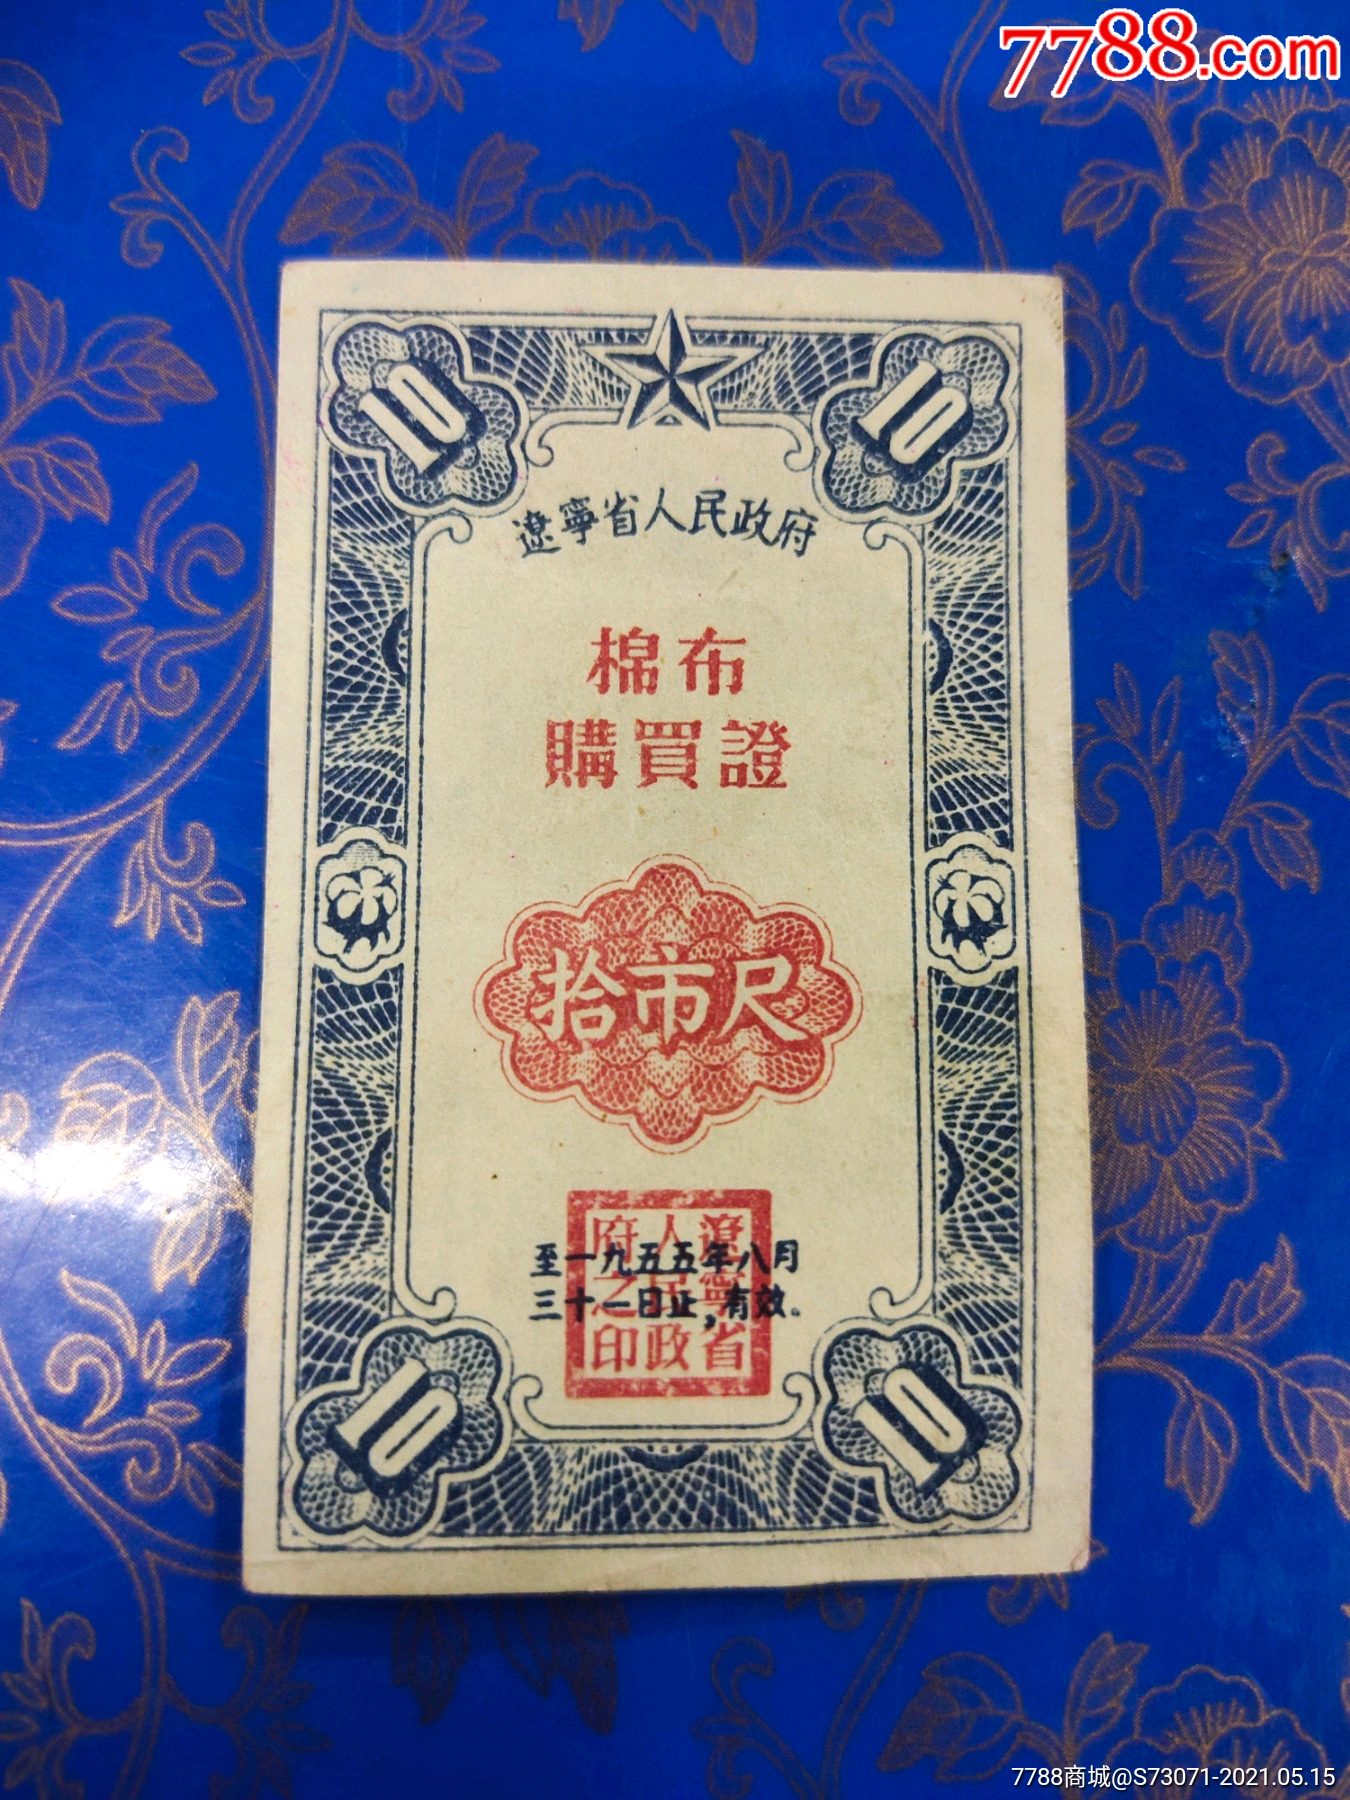 7788.com
10
10
遼寧省人民政府
棉布
購買證
拾市尺
遼寧省
人民政
府之印
至一九五五年八月
三十一日止,有效。
10
10
7788商城@S73071-2021.05.15